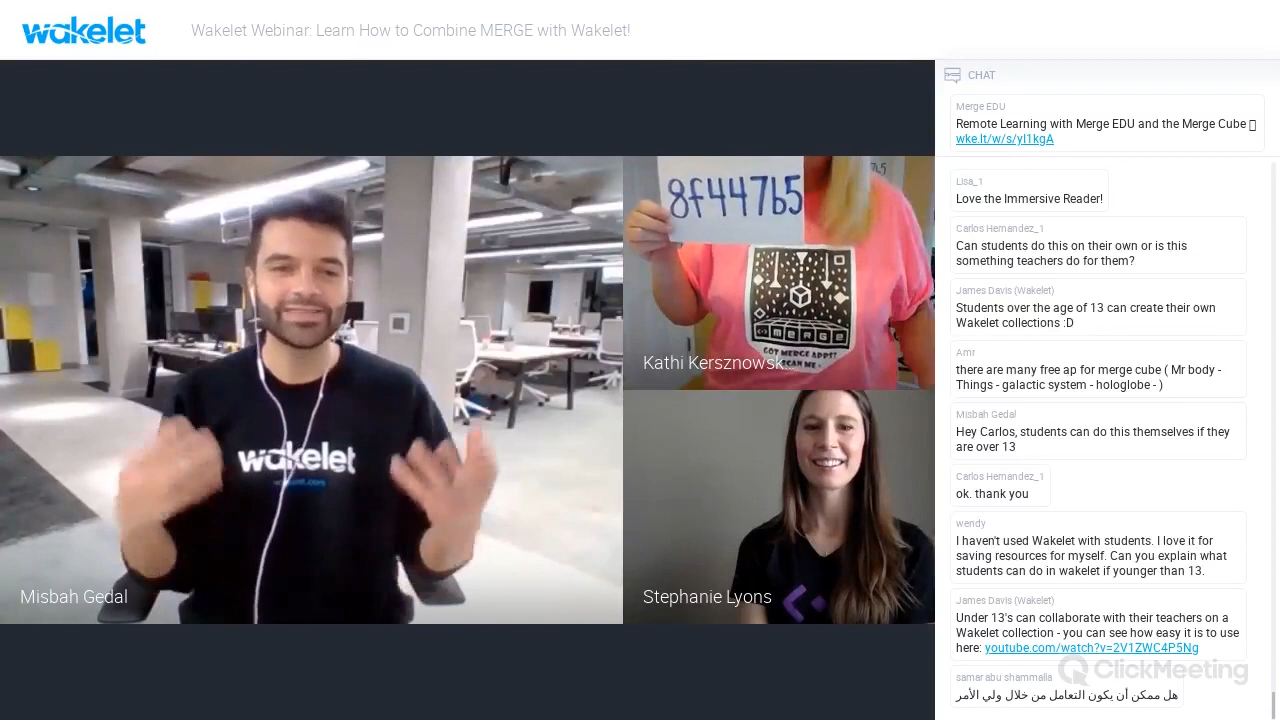 wakelet
Wakelet Webinar: Learn How to Combine MERGE with Wakelet!
CHAT
Merge EDU
Remote Learning with Merge EDU and the Merge Cube
wke.lt/w/s/yI1kgA
Lisa_1
Love the Immersive Reader!
Carlos Hernandez_1
Can students do this on their own or is this
something teachers do for them?
James Davis (Wakelet)
Students over the age of 13 can create their own
Wakelet collections :D
Amr
there are many free ap for merge cube ( Mr body -
Things - galactic system - hologlobe - )
Misbah Gedal
Hey Carlos, students can do this themselves if they
are over 13
Carlos Hernandez_1
ok. thank you
wendy
I haven't used Wakelet with students. I love it for
saving resources for myself. Can you explain what
students can do in wakelet if younger than 13.
James Davis (Wakelet)
Under 13's can collaborate with their teachers on a
Wakelet collection - you can see how easy it is to use
here: youtube.com/watch?v=2V1ZWC4P5Ng
samar abu shammalla
هل ممكن أن يكون التعامل من خلال ولي الأمر
ClickMeeting
8f447b5
MERGE
GOT MERGE APPS?
SCAN ME
Kathi Kersznowsk...
wakelet
Misbah Gedal
Stephanie Lyons